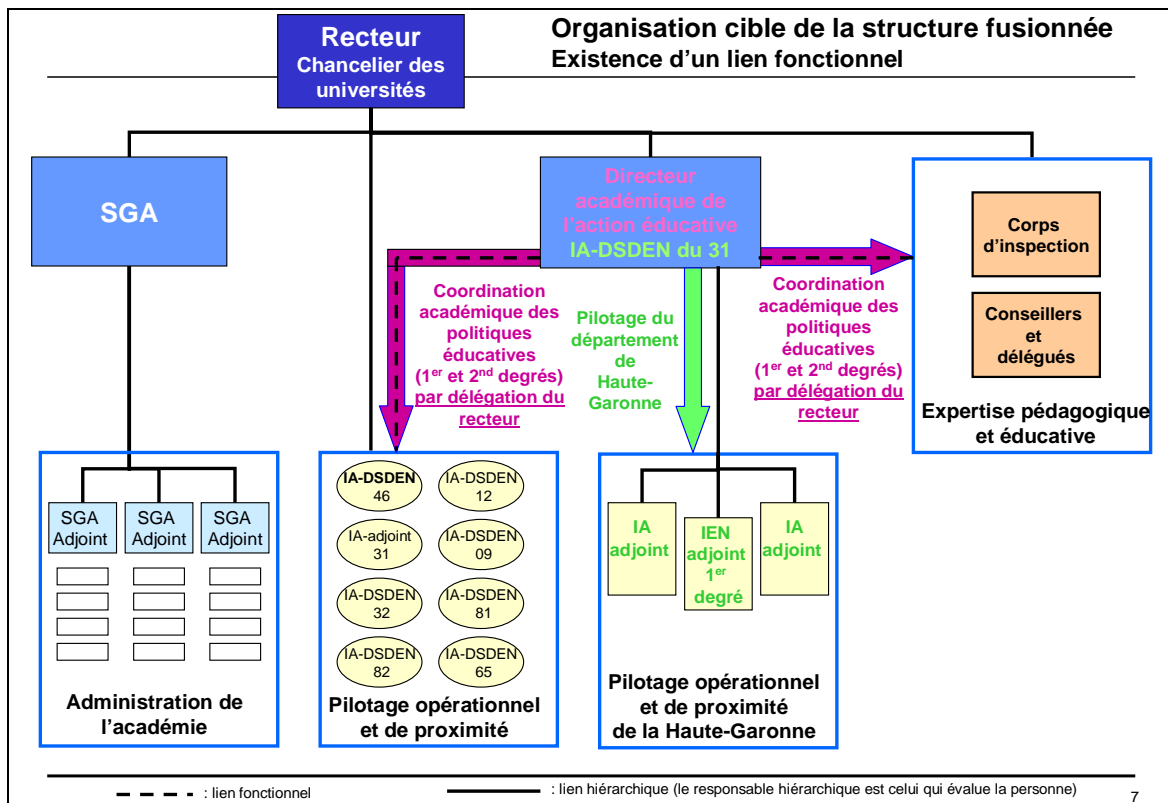 Recteur
Chancelier des
universités
Organisation cible de la structure fusionnée
Existence d'un lien fonctionnel
SGA
Directeur
académique de
l'action éducative
IA-DSDEN du 31
Corps
d'inspection
Conseillers
et
délégués
Expertise pédagogique
et éducative
Coordination
académique des
politiques
éducatives
(1er et 2nd degrés)
par délégation du
recteur
Pilotage du
département
de
Haute-
Garonne
Coordination
académique des
politiques
éducatives
(1er et 2nd degrés)
par délégation du
recteur
SGA
Adjoint
SGA
Adjoint
SGA
Adjoint
Administration de
l'académie
IA-DSDEN
46
IA-DSDEN
12
IA-adjoint
31
IA-DSDEN
09
IA-DSDEN
32
IA-DSDEN
81
IA-DSDEN
82
IA-DSDEN
65
Pilotage opérationnel
et de proximité
IA
adjoint
IEN
adjoint
1er
degré
IA
adjoint
Pilotage opérationnel
et de proximité
de la Haute-Garonne
: lien fonctionnel
: lien hiérarchique (le responsable hiérarchique est celui qui évalue la personne)
7